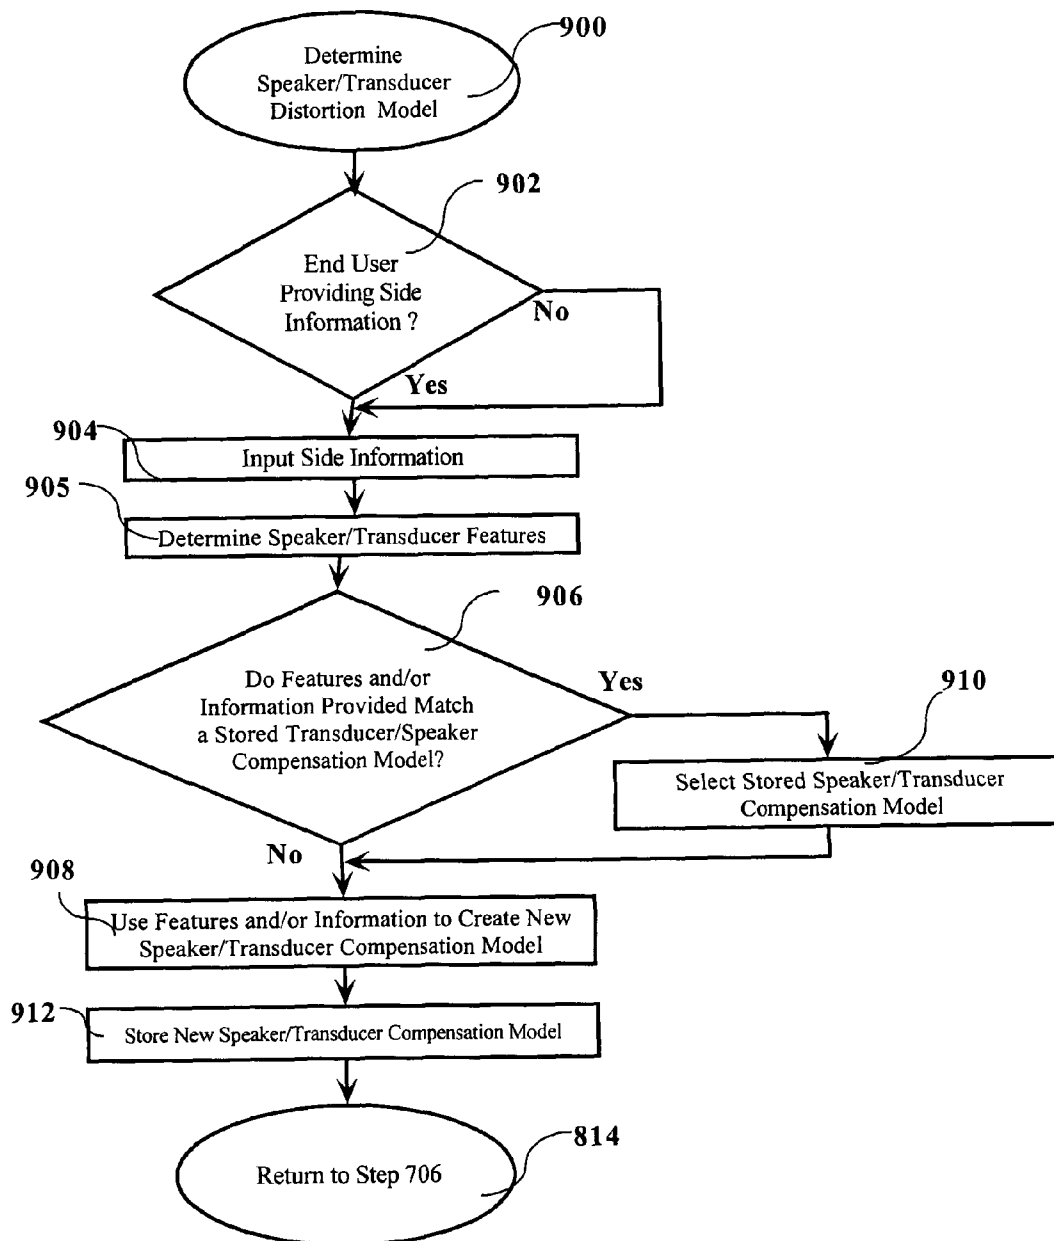 900
Determine
Speaker/Transducer
Distortion Model
902
End User
Providing Side
Information ?
No
Yes
904
Input Side Information
905
Determine Speaker/Transducer Features
906
Do Features and/or
Information Provided Match
a Stored Transducer/Speaker
Compensation Model?
Yes
910
Select Stored Speaker/Transducer
Compensation Model
No
908
Use Features and/or Information to Create New
Speaker/Transducer Compensation Model
912
Store New Speaker/Transducer Compensation Model
814
Return to Step 706